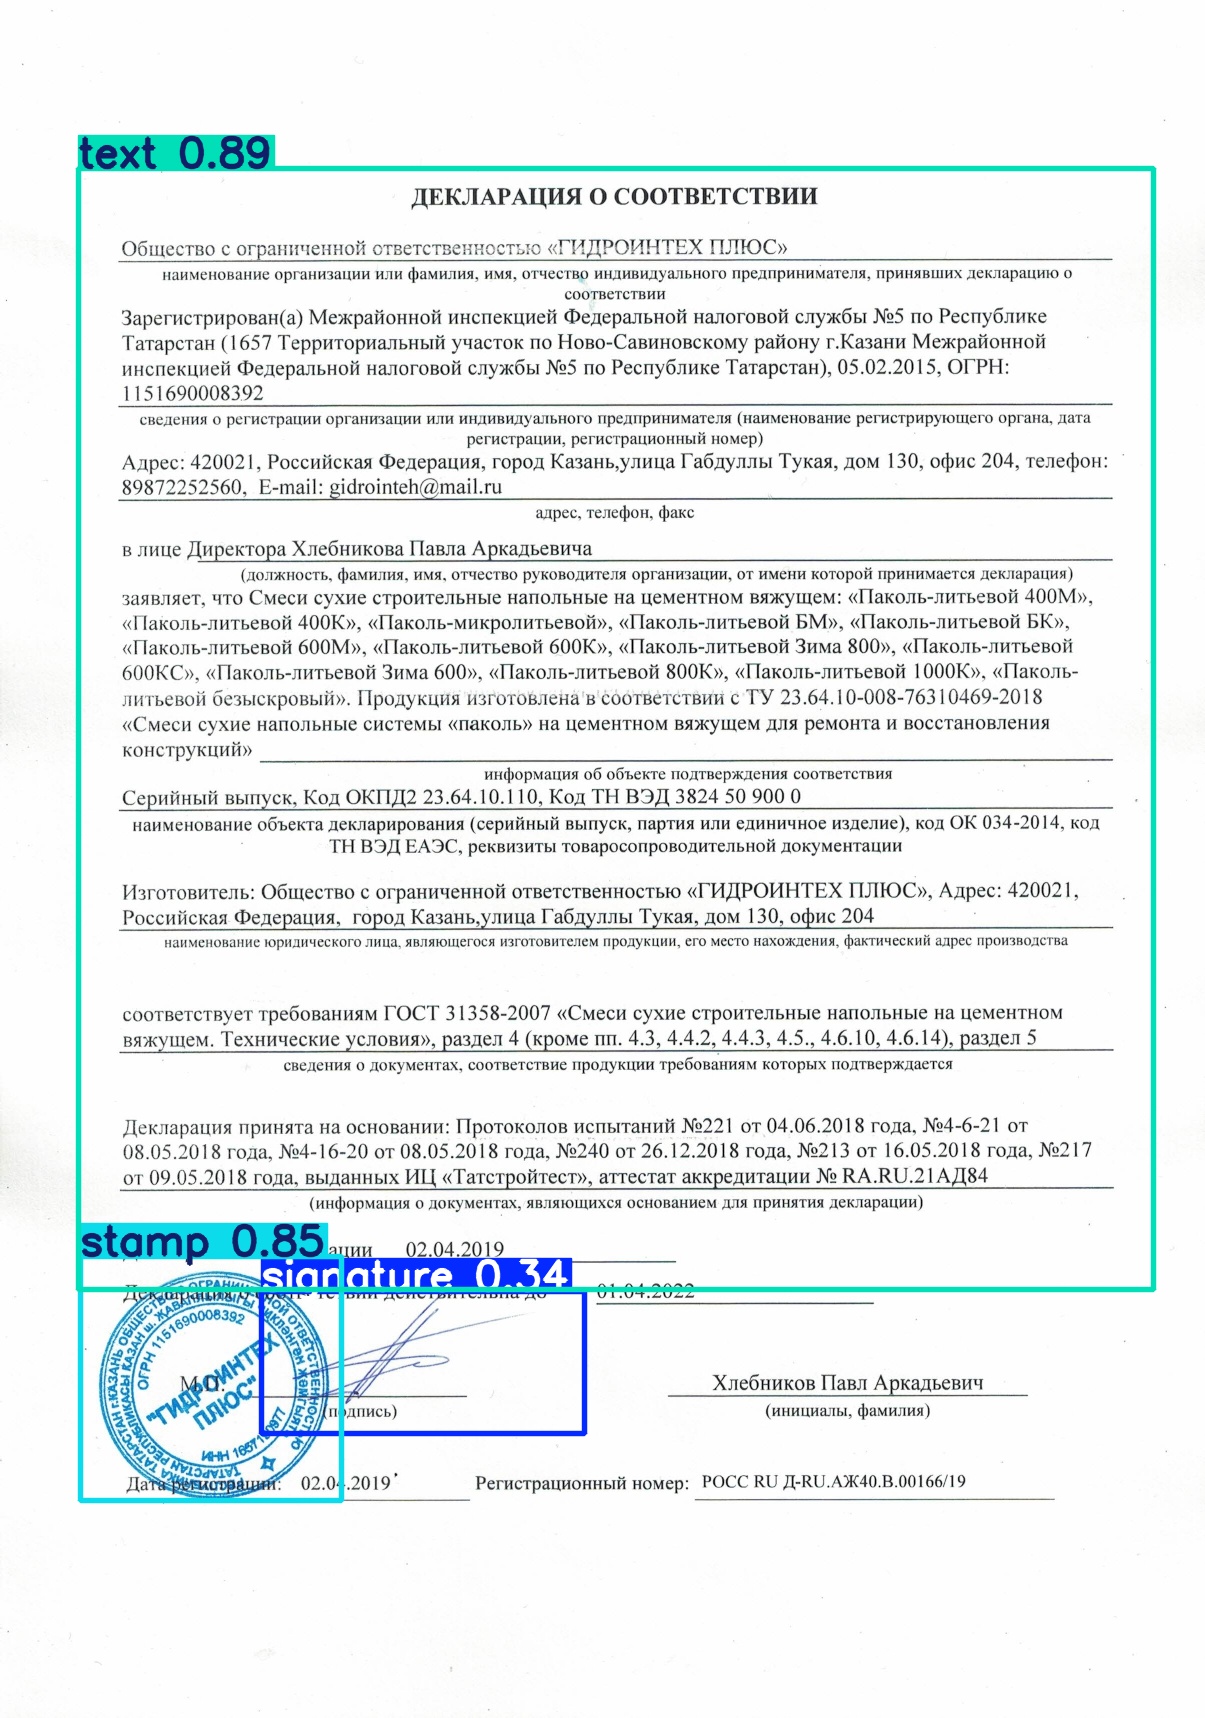 text 0.89
ДЕКЛАРАЦИЯ О СООТВЕТСТВИИ
Общество с ограниченной ответственностью «ГИДРОИНТЕХ ПЛЮС»
наименование организации или фамилия, имя, отчество индивидуального предпринимателя, принявших декларацию о
соответствии
Зарегистрирован(а) Межрайонной инспекцией Федеральной налоговой службы №5 по Республике
Татарстан (1657 Территориальный участок по Ново-Савиновскому району г.Казани Межрайонной
инспекцией Федеральной налоговой службы №5 по Республике Татарстан), 05.02.2015, ОГРН:
1151690008392
сведения о регистрации организации или индивидуального предпринимателя (наименование регистрирующего органа, дата
регистрации, регистрационный номер)
Адрес: 420021, Российская Федерация, город Казань,улица Габдуллы Тукая, дом 130, офис 204, телефон:
89872252560, E-mail: gidrointeh@mail.ru
адрес, телефон, факс
в лице Директора Хлебникова Павла Аркадьевича
(должность, фамилия, имя, отчество руководителя организации, от имени которой принимается декларация)
заявляет, что Смеси сухие строительные напольные на цементном вяжущем: «Паколь-литьевой 400М»,
«Паколь-литьевой 400К», «Паколь-микролитьевой», «Паколь-литьевой БМ», «Паколь-литьевой БК»,
«Паколь-литьевой 600М», «Паколь-литьевой 600К», «Паколь-литьевой Зима 800», «Паколь-литьевой
600КС», «Паколь-литьевой Зима 600», «Паколь-литьевой 800К», «Паколь-литьевой 1000К», «Паколь-
литьевой безыскровый». Продукция изготовлена в соответствии с ТУ 23.64.10-008-76310469-2018
«Смеси сухие напольные системы «паколь» на цементном вяжущем для ремонта и восстановления
конструкций»
информация об объекте подтверждения соответствия
Серийный выпуск, Код ОКПД2 23.64.10.110, Код ТН ВЭД 3824 50 900 0
наименование объекта декларирования (серийный выпуск, партия или единичное изделие), код ОК 034-2014, код
ТН ВЭД ЕАЭС, реквизиты товаросопроводительной документации
Изготовитель: Общество с ограниченной ответственностью «ГИДРОИНТЕХ ПЛЮС», Адрес: 420021,
Российская Федерация, город Казань,улица Габдуллы Тукая, дом 130, офис 204
наименование юридического лица, являющегося изготовителем продукции, его место нахождения, фактический адрес производства
соответствует требованиям ГОСТ 31358-2007 «Смеси сухие строительные напольные на цементном
вяжущем. Технические условия», раздел 4 (кроме пп. 4.3, 4.4.2, 4.4.3, 4.5., 4.6.10, 4.6.14), раздел 5
сведения о документах, соответствие продукции требованиям которых подтверждается
Декларация принята на основании: Протоколов испытаний №221 от 04.06.2018 года, №4-6-21 от
08.05.2018 года, №4-16-20 от 08.05.2018 года, №240 от 26.12.2018 года, №213 от 16.05.2018 года, №217
от 09.05.2018 года, выданных ИЦ «Татстройтест», аттестат аккредитации № RA.RU.21АД84
(информация о документах, являющихся основанием для принятия декларации)
stamp 0.85
ации 02.04.2019
signature 0.34
действительна до 01.04.2022
ОГРН 1151690008392
"ГИДРОИНТЕХ
ПЛЮС"
М.П.
Хлебников Павл Аркадьевич
(подпись)
(инициалы, фамилия)
Дата регистрации: 02.04.2019
Регистрационный номер: РОСС RU Д-RU.АЖ40.В.00166/19